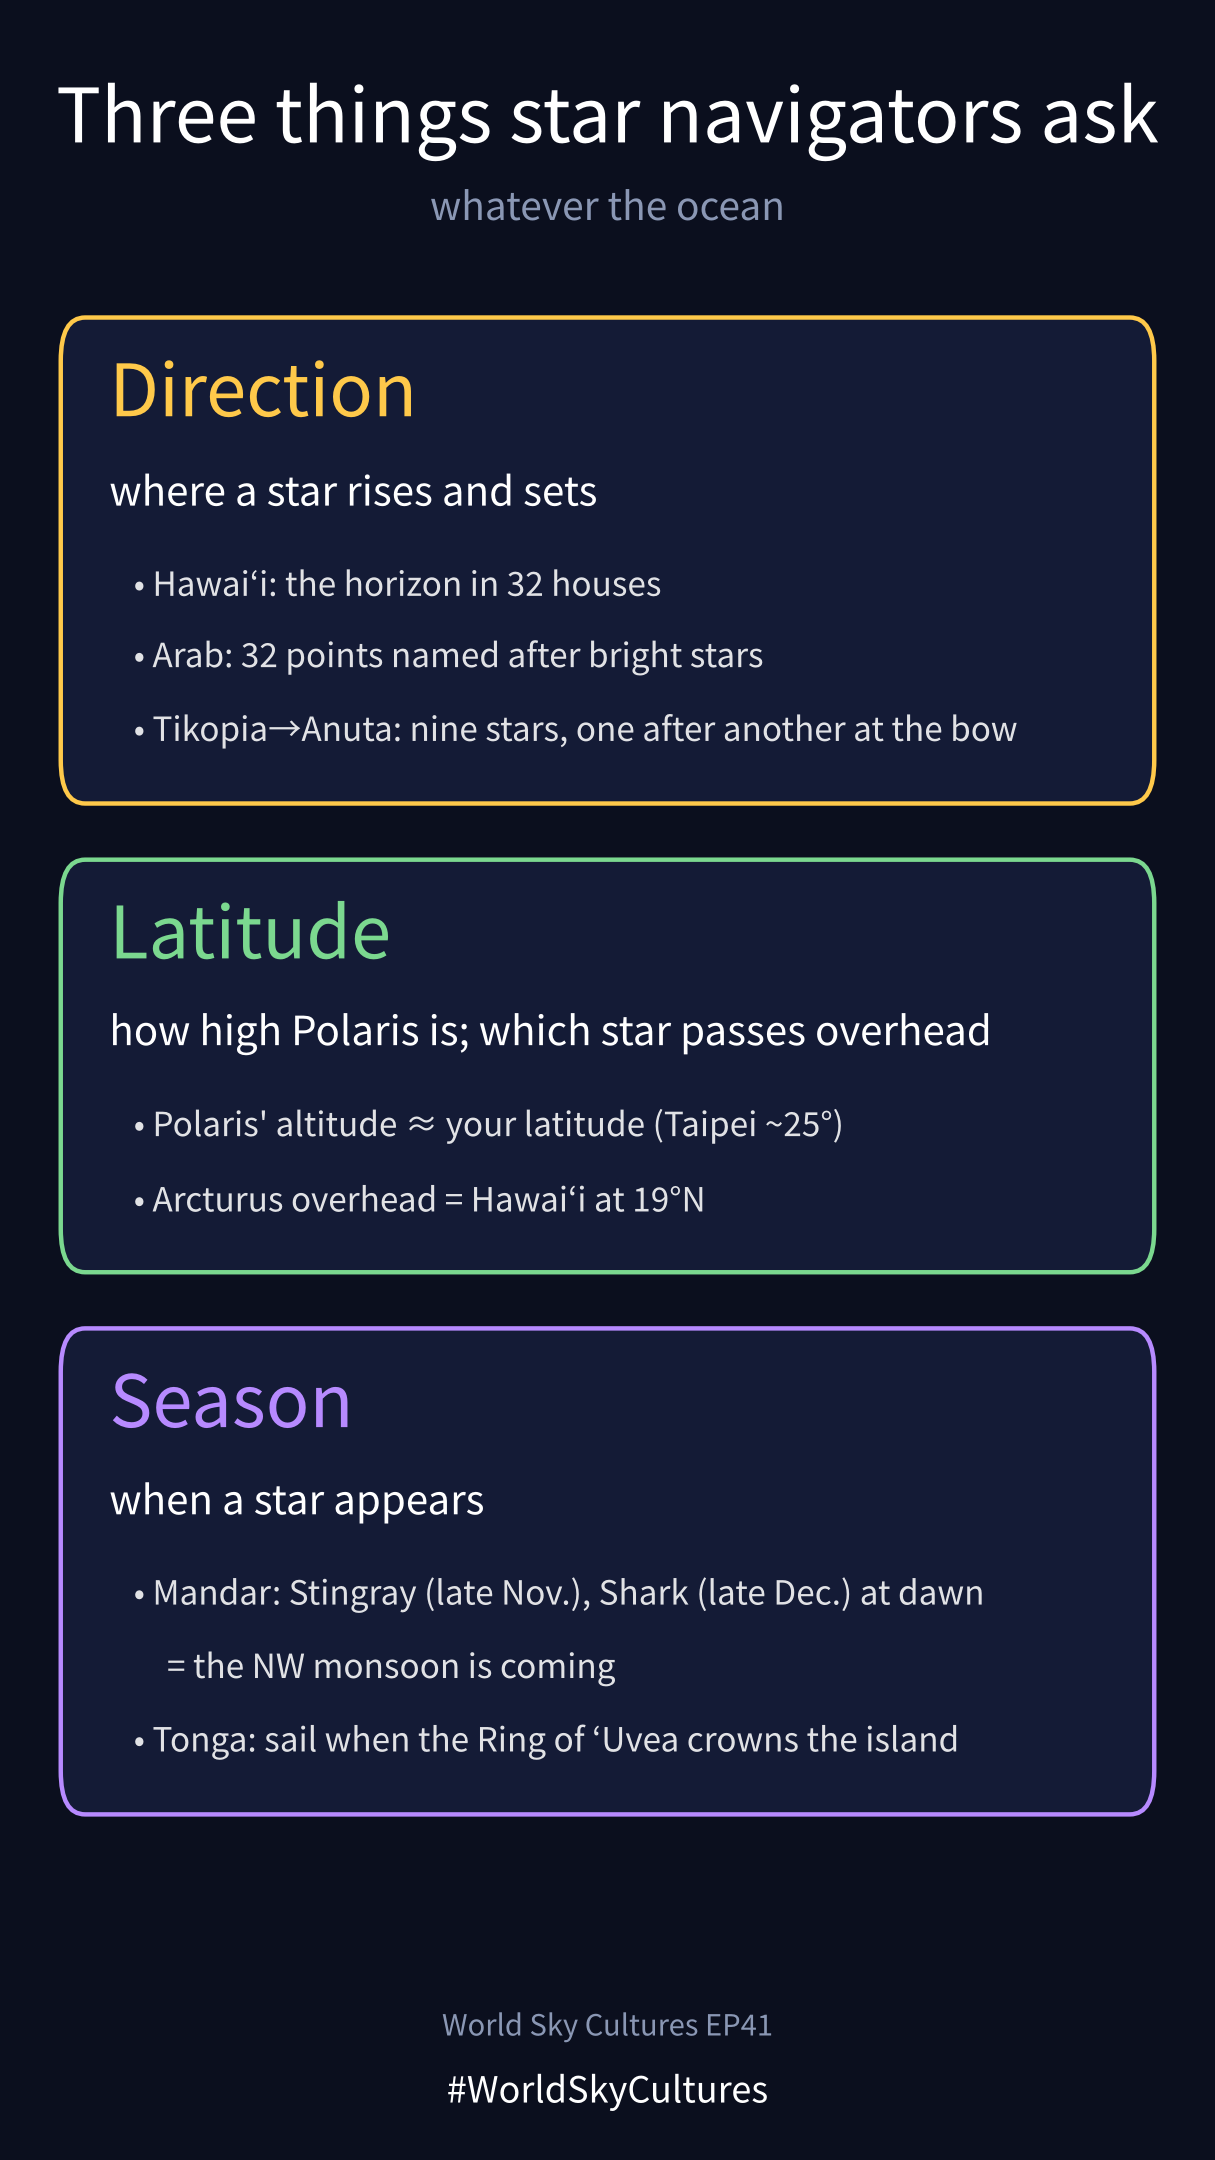 Three things star navigators ask
whatever the ocean
Direction
where a star rises and sets
• Hawaiʻi: the horizon in 32 houses
• Arab: 32 points named after bright stars
• Tikopia→Anuta: nine stars, one after another at the bow
Latitude
how high Polaris is; which star passes overhead
• Polaris' altitude ≈ your latitude (Taipei ~25°)
• Arcturus overhead = Hawaiʻi at 19°N
Season
when a star appears
• Mandar: Stingray (late Nov.), Shark (late Dec.) at dawn
= the NW monsoon is coming
• Tonga: sail when the Ring of ʻUvea crowns the island
World Sky Cultures EP41
#WorldSkyCultures